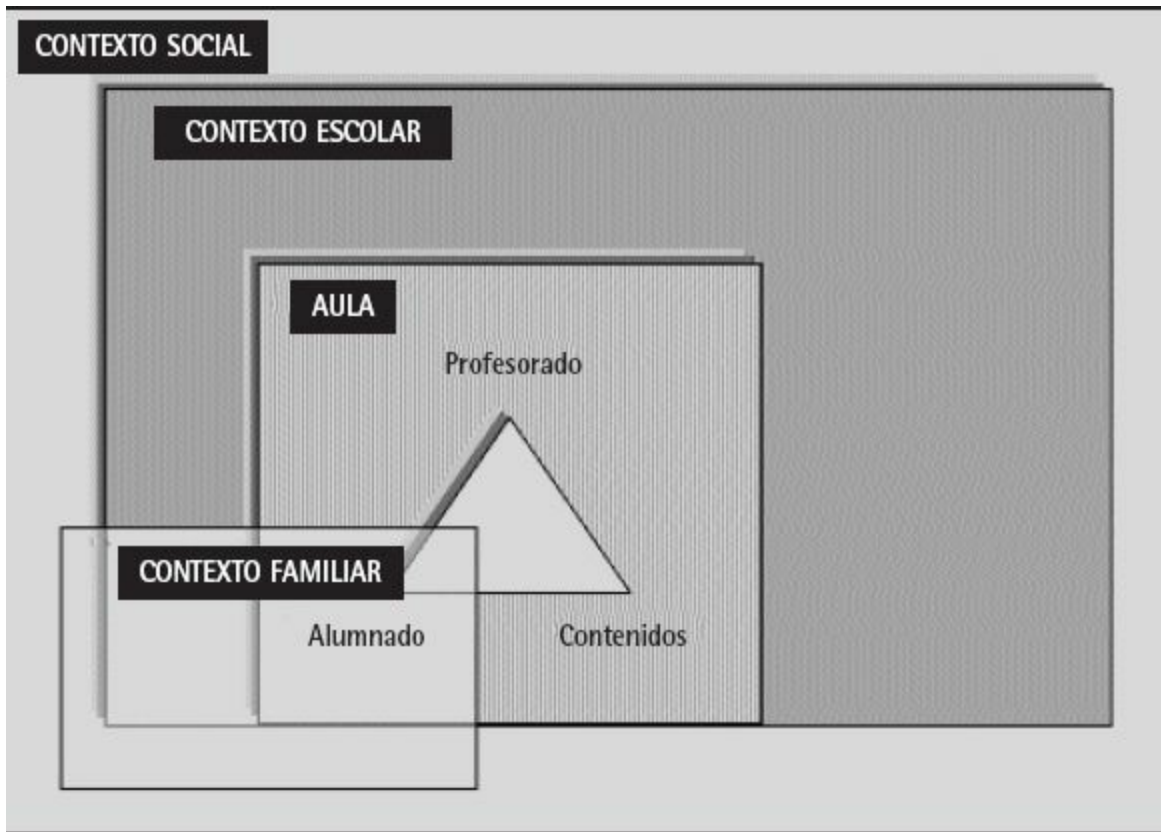 CONTEXTO SOCIAL
CONTEXTO ESCOLAR
AULA
Profesorado
CONTEXTO FAMILIAR
Alumnado
Contenidos